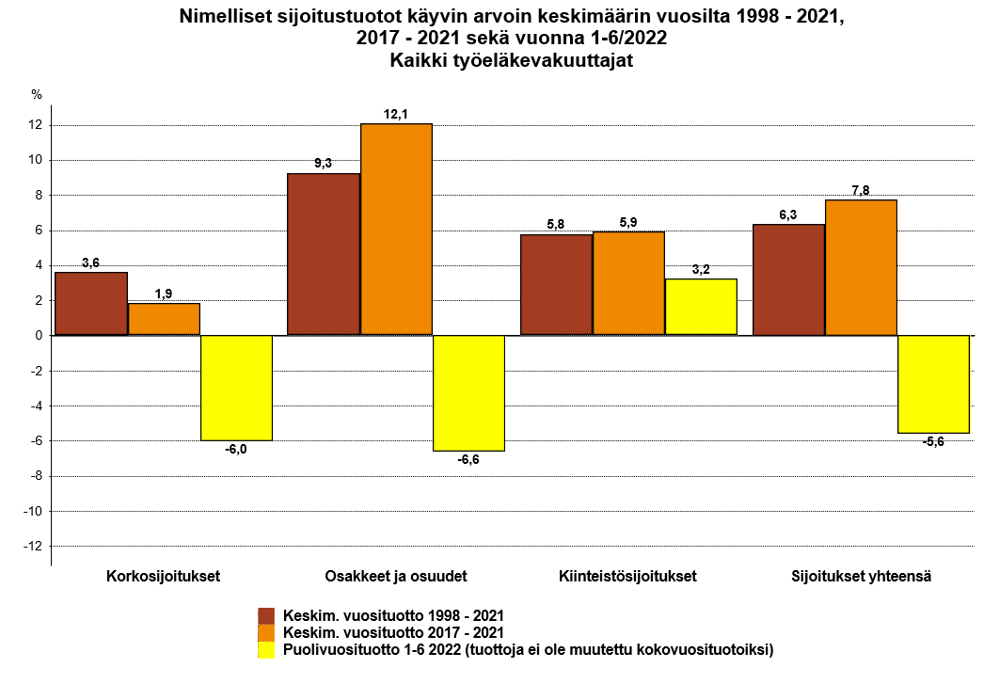 Nimelliset sijoitustuotot käyvin arvoin keskimäärin vuosilta 1998 - 2021,
2017 - 2021 sekä vuonna 1-6/2022
Kaikki työeläkevakuuttajat
%
12
10
8
6
4
2
0
-2
-4
-6
-8
-10
-12
3,6
1,9
-6,0
9,3
12,1
-6,6
5,8
5,9
3,2
6,3
7,8
-5,6
Korkosijoitukset
Osakkeet ja osuudet
Kiinteistösijoitukset
Sijoitukset yhteensä
Keskim. vuosituotto 1998 - 2021
Keskim. vuosituotto 2017 - 2021
Puolivuosituotto 1-6 2022 (tuottoja ei ole muutettu kokovuosituotoiksi)